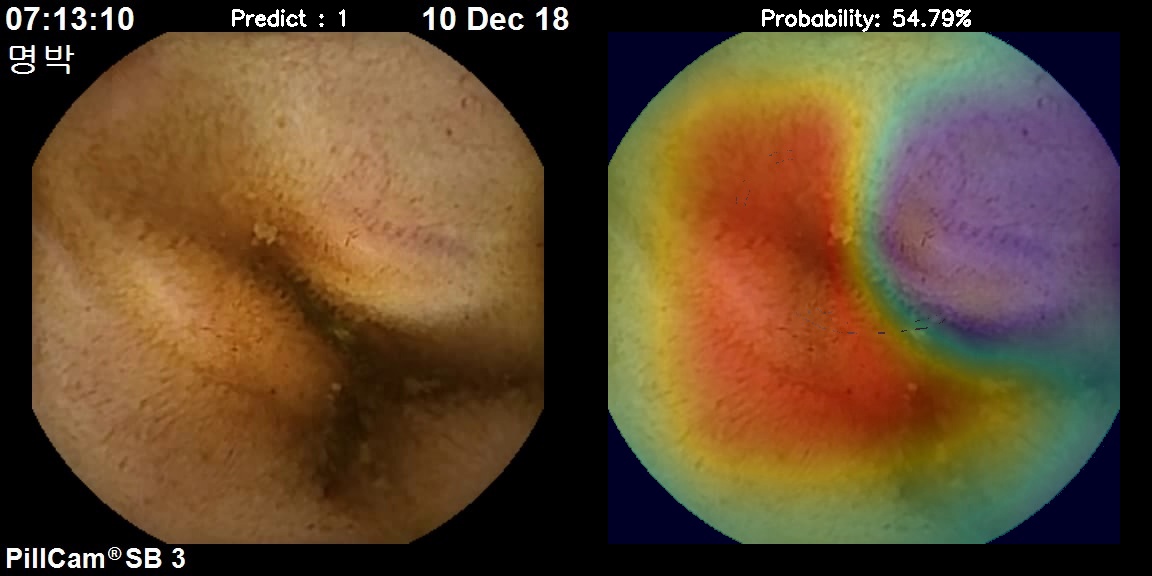 07:13:10
Predict : 1
10 Dec 18
Probability: 54.79%
명박
PillCam® SB 3